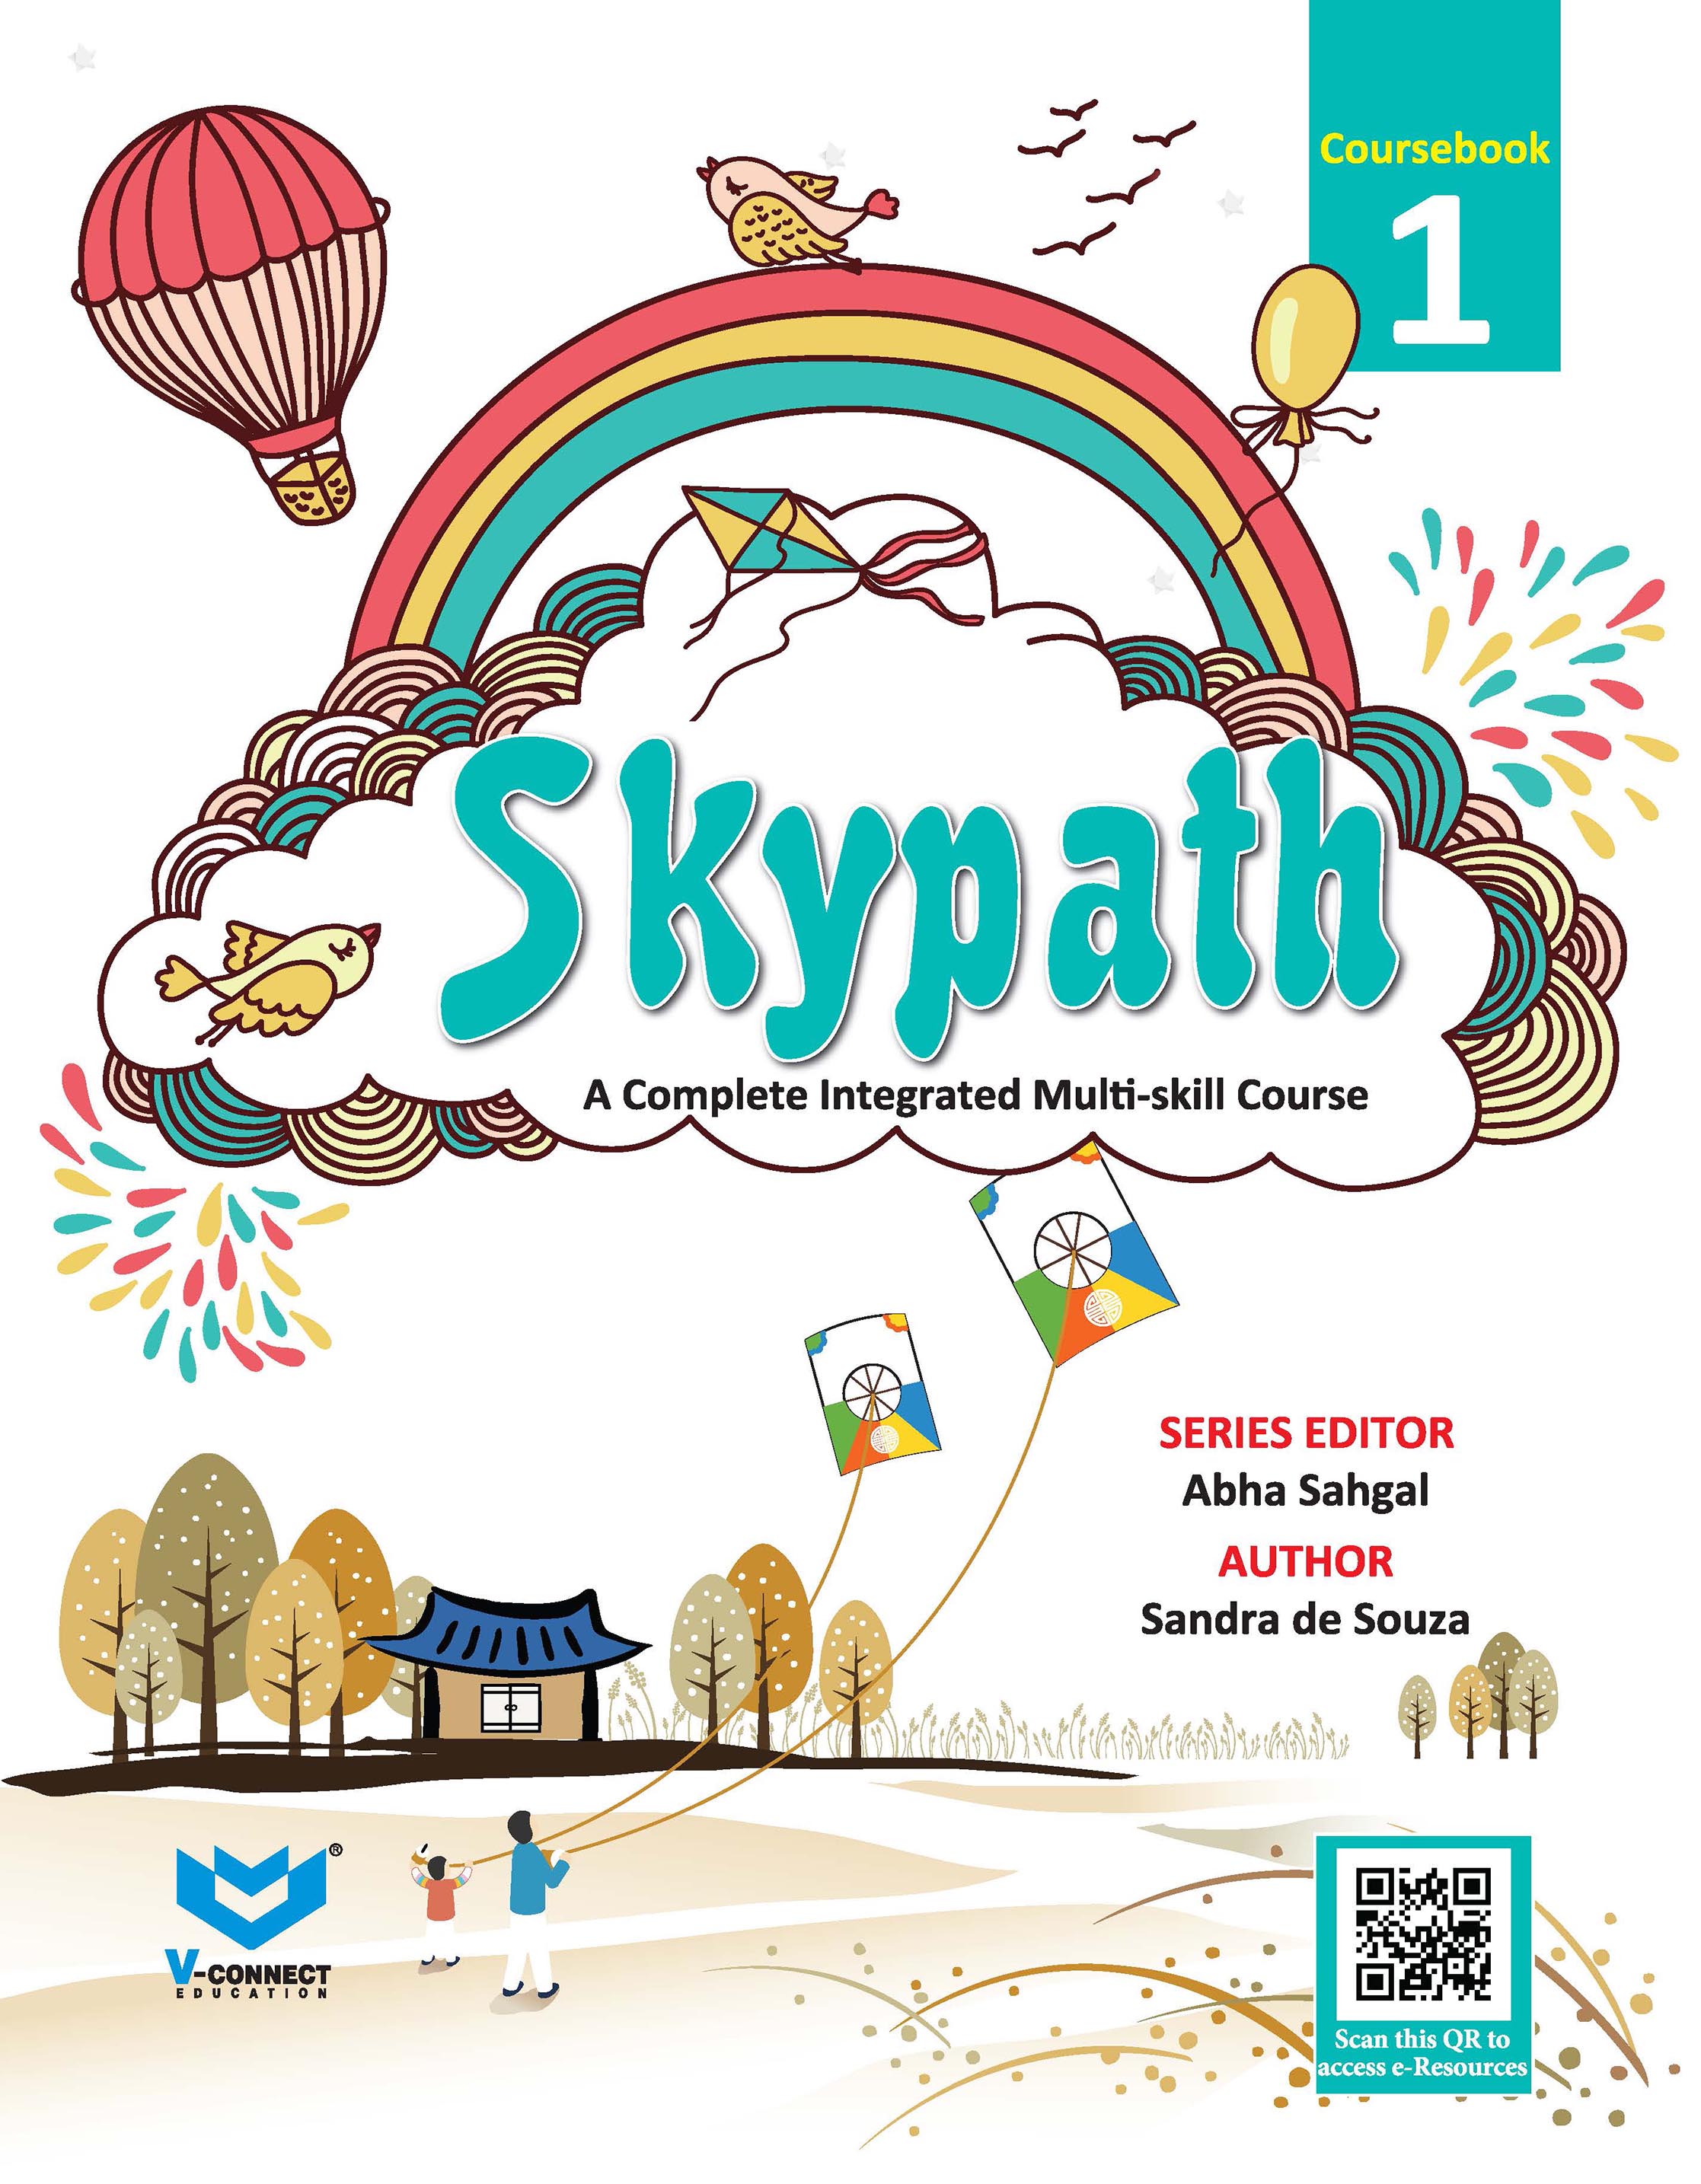 Coursebook
1
Skypath
A Complete Integrated Multi-skill Course
SERIES EDITOR
Abha Sahgal
AUTHOR
Sandra de Souza
®
V-CONNECT
EDUCATION
Scan this QR to
access e-Resources